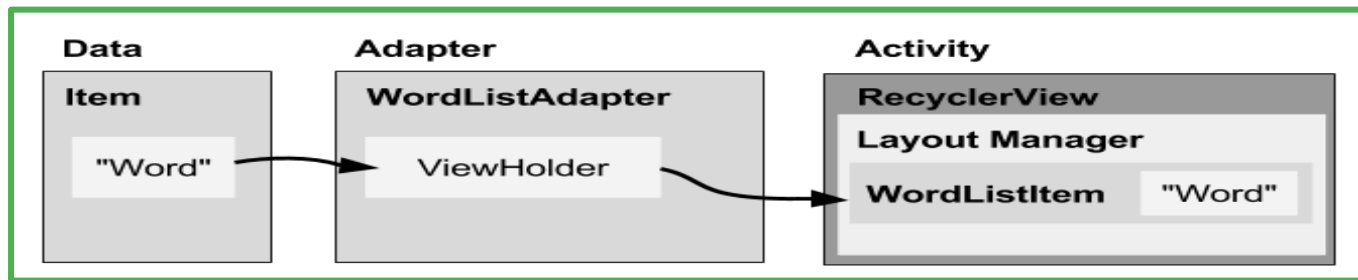 Data
Adapter
Activity
Item
WordListAdapter
RecyclerView
"Word"
ViewHolder
Layout Manager
WordListItem
"Word"